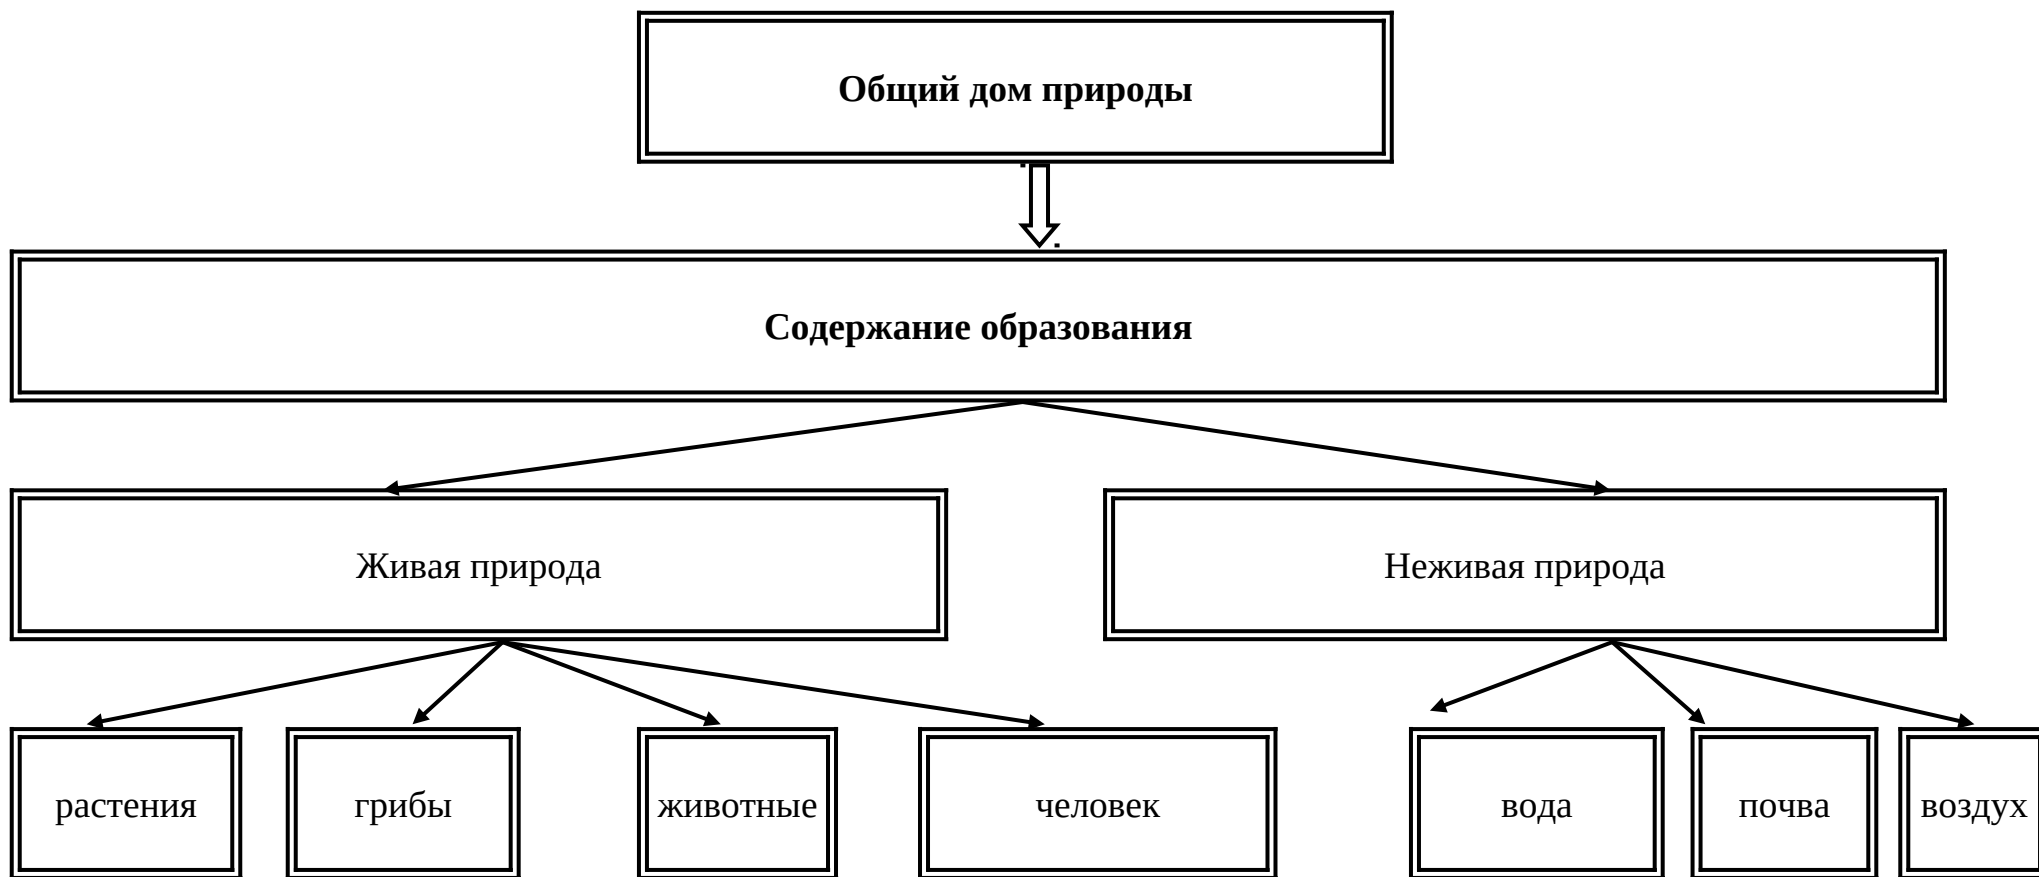 Общий дом природы
Содержание образования
Живая природа
Неживая природа
растения
грибы
животные
человек
вода
почва
воздух